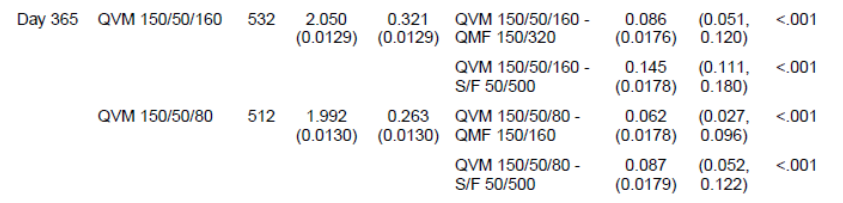 Day 365 QVM 150/50/160 532 2.050 0.321 QVM 150/50/160 - 0.086 (0.051, <.001
(0.0129) (0.0129) QMF 150/320 (0.0176) 0.120)
QVM 150/50/160 - 0.145 (0.111, <.001
S/F 50/500 (0.0178) 0.180)
QVM 150/50/80 512 1.992 0.263 QVM 150/50/80 - 0.062 (0.027, <.001
(0.0130) (0.0130) QMF 150/160 (0.0178) 0.096)
QVM 150/50/80 - 0.087 (0.052, <.001
S/F 50/500 (0.0179) 0.122)